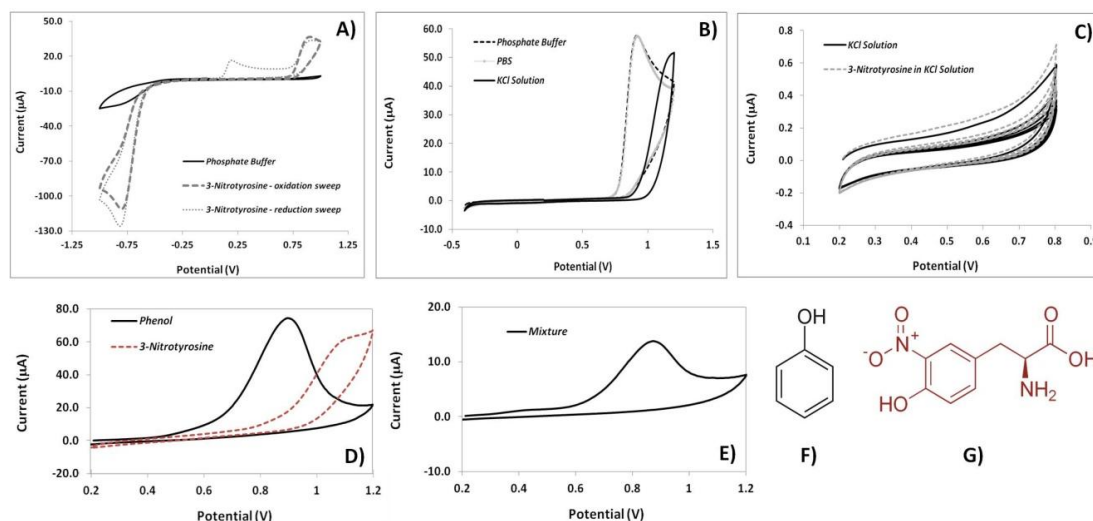 A)
50.0
10.0
-10.0
-40.0
-70.0
-100.0
-130.0
-1.25
-0.75
-0.25
0.25
0.75
1.25
Current (µA)
Potential (V)
Phosphate Buffer
3-Nitrotyrosine - oxidation sweep
3-Nitrotyrosine - reduction sweep
B)
60.0
50.0
40.0
30.0
20.0
10.0
0.0
-10.0
-0.5
0
0.5
1
1.5
Current (µA)
Potential (V)
Phosphate Buffer
PBS
KCl Solution
C)
0.8
0.6
0.4
0.2
0.0
-0.2
-0.4
0.1
0.2
0.3
0.4
0.5
0.6
0.7
0.8
0.9
Current (µA)
Potential (V)
KCl Solution
3-Nitrotyrosine in KCl Solution
80.0
60.0
40.0
20.0
0.0
-20.0
0.2
0.4
0.6
0.8
1
1.2
Current (µA)
Potential (V)
Phenol
3-Nitrotyrosine
D)
20.0
10.0
0.0
-10.0
0.2
0.4
0.6
0.8
1
1.2
Current (µA)
Potential (V)
Mixture
E)
OH
F)
O
O
N+
-O
OH
NH2
HO
G)